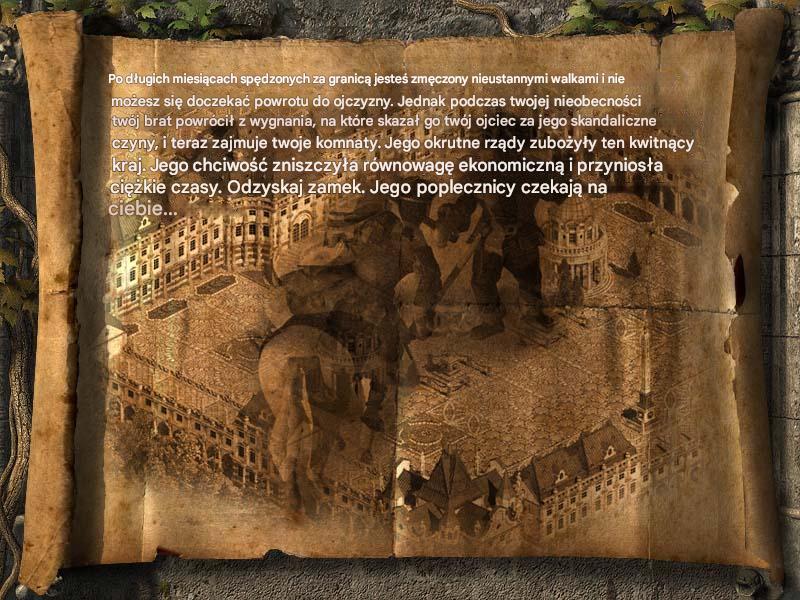 Po długich miesiącach spędzonych za granicą jesteś zmęczony nieustannymi walkami i nie
możesz się doczekać powrotu do ojczyzny. Jednak podczas twojej nieobecności
twój brat powrócił z wygnania, na które skazał go twój ojciec za jego skandaliczne
czyny, i teraz zajmuje twoje komnaty. Jego okrutne rządy zubożyły ten kwitnący
kraj. Jego chciwość zniszczyła równowagę ekonomiczną i przyniosła
ciężkie czasy. Odzyskaj zamek. Jego poplecznicy czekają na
ciebie...